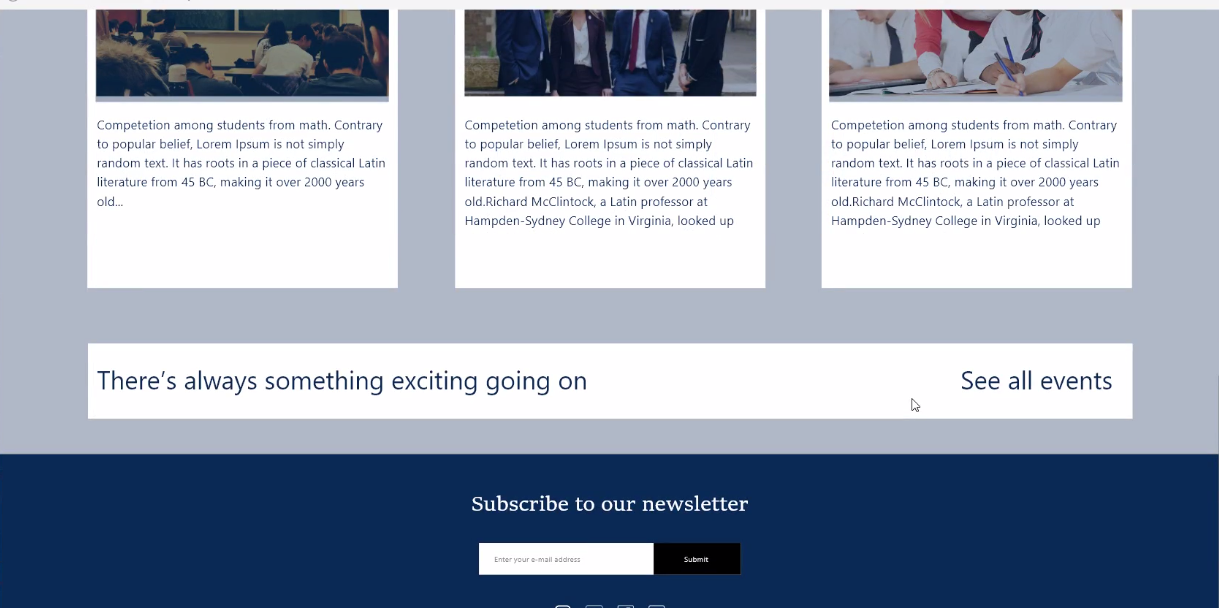 Competetion among students from math. Contrary
to popular belief, Lorem Ipsum is not simply
random text. It has roots in a piece of classical Latin
literature from 45 BC, making it over 2000 years
old...
Competetion among students from math. Contrary
to popular belief, Lorem Ipsum is not simply
random text. It has roots in a piece of classical Latin
literature from 45 BC, making it over 2000 years
old.Richard McClintock, a Latin professor at
Hampden-Sydney College in Virginia, looked up
Competetion among students from math. Contrary
to popular belief, Lorem Ipsum is not simply
random text. It has roots in a piece of classical Latin
literature from 45 BC, making it over 2000 years
old.Richard McClintock, a Latin professor at
Hampden-Sydney College in Virginia, looked up
There's always something exciting going on
See all events
Subscribe to our newsletter
Enter your e-mail address
Submit